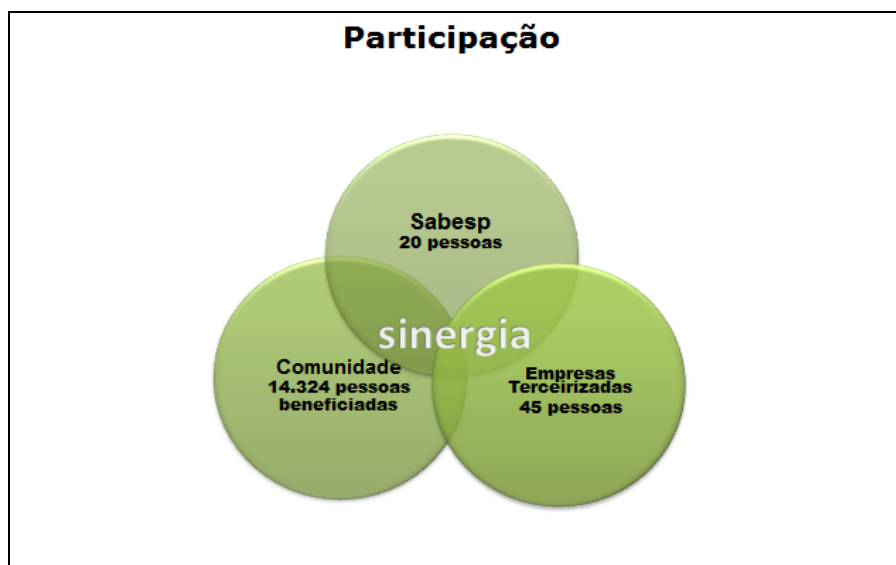 Participação
Sabesp
20 pessoas
sinergia
Comunidade
14.324 pessoas
beneficiadas
Empresas
Terceirizadas
45 pessoas